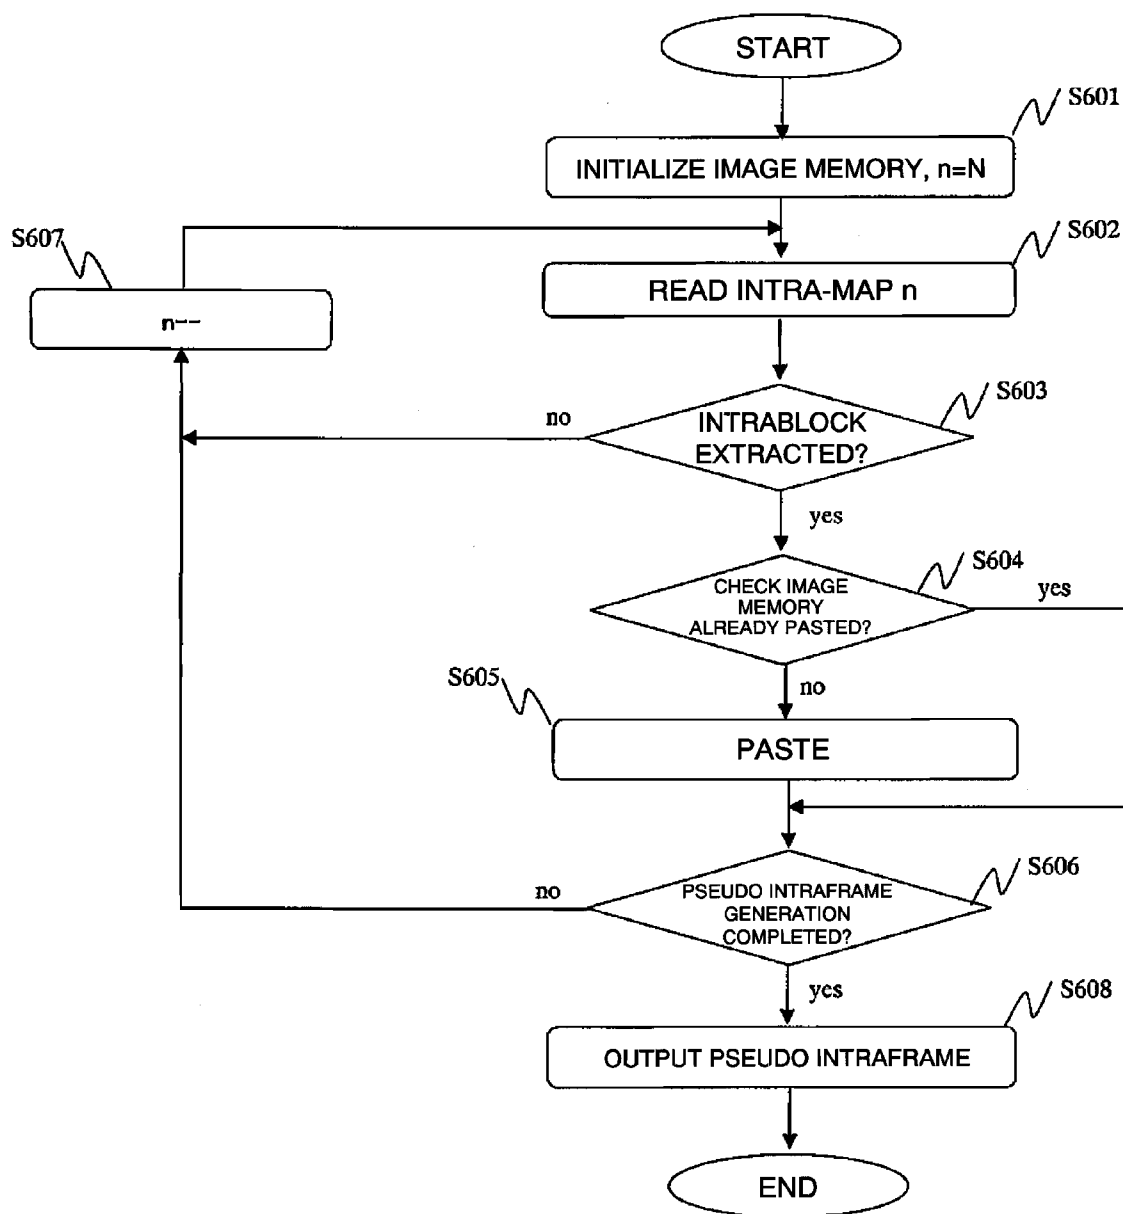 START
S601
INITIALIZE IMAGE MEMORY, n=N
S607
S602
READ INTRA-MAP n
n--
S603
no
INTRABLOCK
EXTRACTED?
yes
S604
CHECK IMAGE
MEMORY
ALREADY PASTED?
yes
S605
no
PASTE
S606
no
PSEUDO INTRAFRAME
GENERATION
COMPLETED?
yes
S608
OUTPUT PSEUDO INTRAFRAME
END